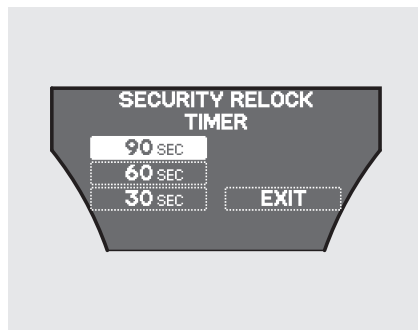 SECURITY RELOCK
TIMER
90 SEC
60 SEC
30 SEC
EXIT